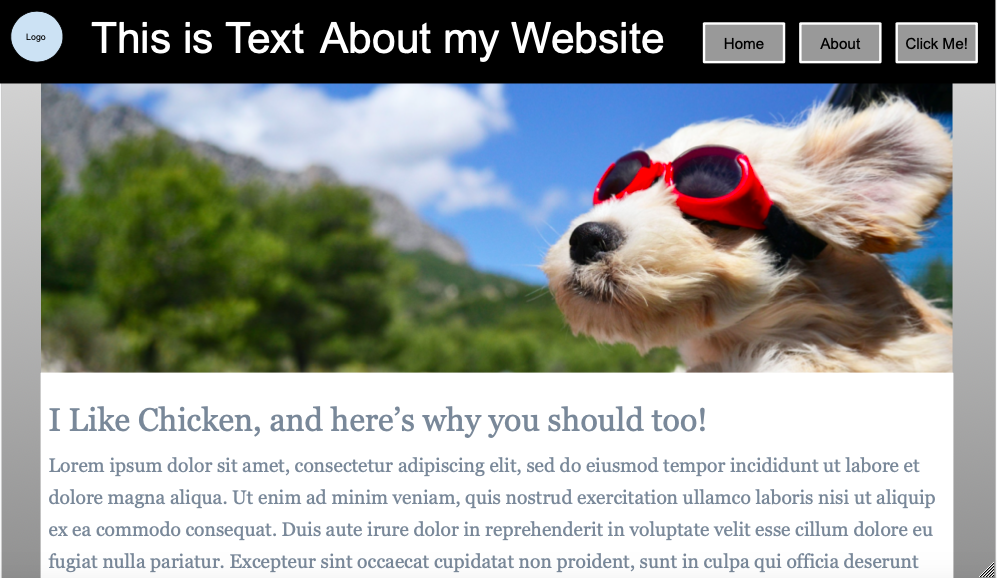 Logo
This is Text About my Website
Home
About
Click Me!
I Like Chicken, and here’s why you should too!
Lorem ipsum dolor sit amet, consectetur adipiscing elit, sed do eiusmod tempor incididunt ut labore et
dolore magna aliqua. Ut enim ad minim veniam, quis nostrud exercitation ullamco laboris nisi ut aliquip
ex ea commodo consequat. Duis aute irure dolor in reprehenderit in voluptate velit esse cillum dolore eu
fugiat nulla pariatur. Excepteur sint occaecat cupidatat non proident, sunt in culpa qui officia deserunt